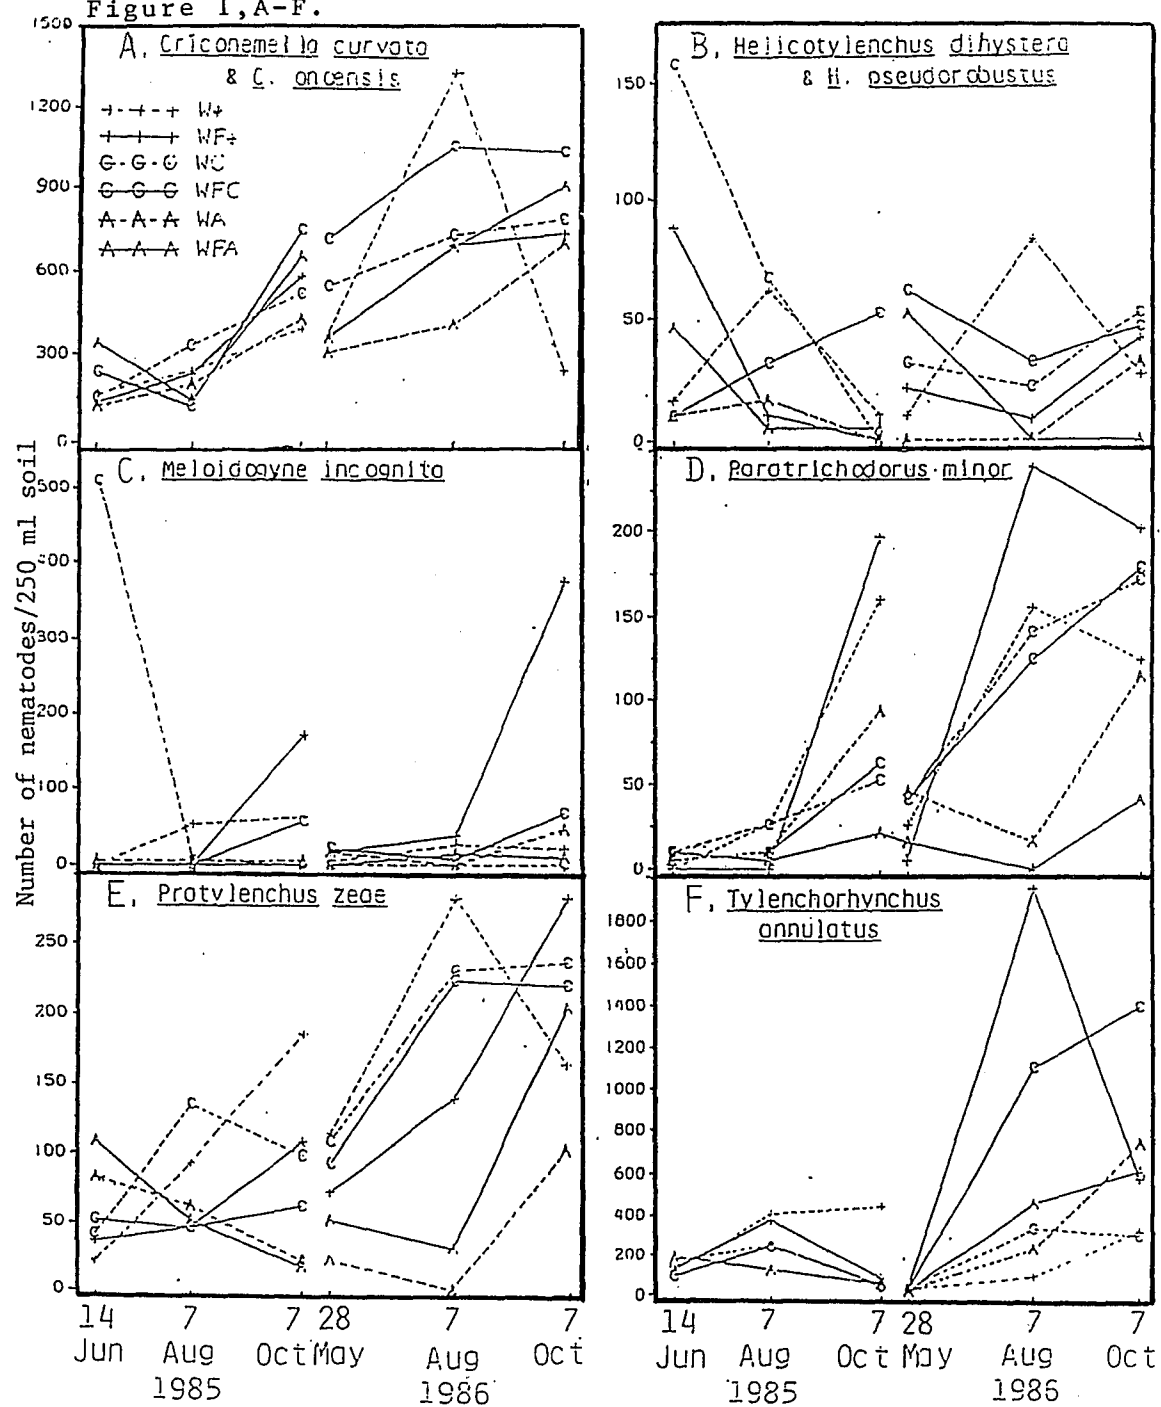 Figure 1,A-F.
Number of nematodes/250 ml soil
A. Criconemella curvata
& C. onoensis
W+
WF+
WC
WFC
WA
WFA
1500
1200
900
600
300
0
B. Helicotylenchus dihystera
& H. pseudorobustus
150
100
50
0
C. Meloidogyne incognita
500
300
200
100
0
D. Paratrichodorus minor
200
150
100
50
0
E. Pratylenchus zeae
250
200
150
100
50
0
F. Tylenchorhynchus
annulatus
1800
1600
1400
1200
1000
800
600
400
200
0
14 7 7 28 7 7
Jun Aug Oct May Aug Oct
1985 1986
14 7 7 28 7 7
Jun Aug Oct May Aug Oct
1985 1986